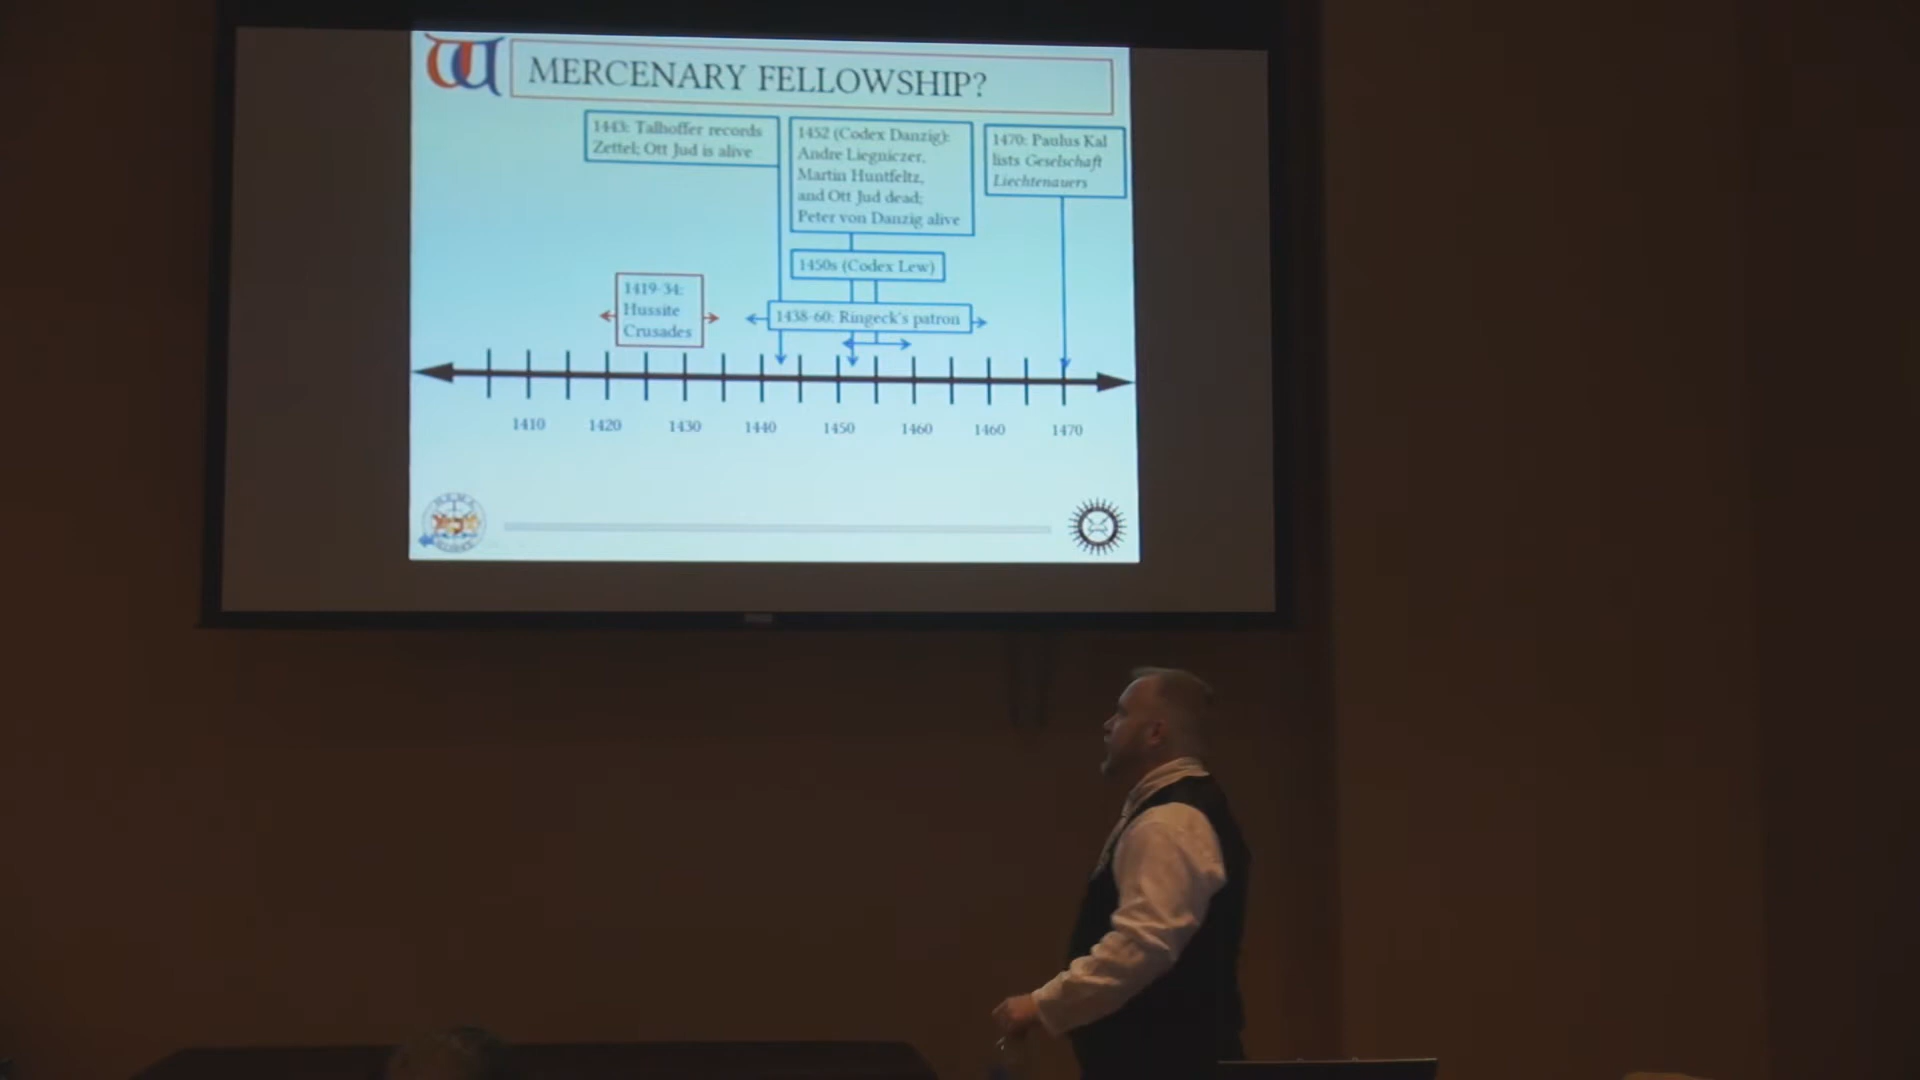 MERCENARY FELLOWSHIP?
1443: Talhoffer records
Zettel; Ott Jud is alive
1452 (Codex Danzig):
Andre Liegniczer,
Martin Huntfeltz,
and Ott Jud dead;
Peter von Danzig alive
1470: Paulus Kal
lists Geselschaft
Liechtenauers
1450s (Codex Lew)
1419-34:
Hussite
Crusades
1438-60: Ringeck's patron
1410 1420 1430 1440 1450 1460 1460 1470